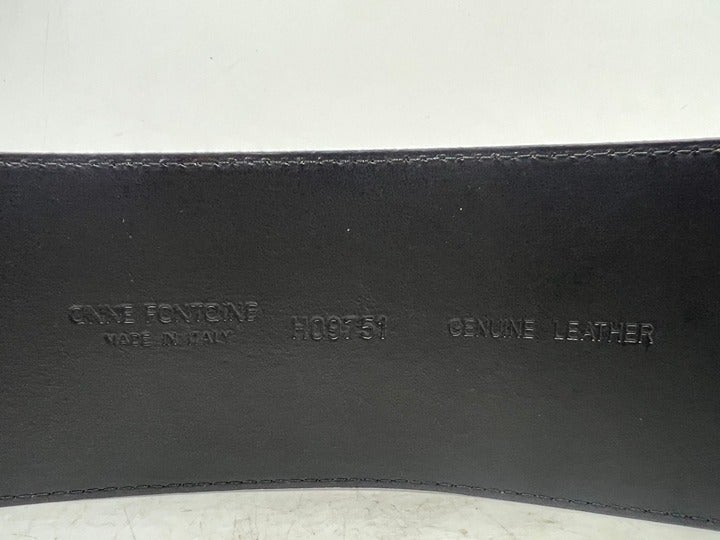 ANNE FONTAINE
MADE IN ITALY
H09T51
GENUINE LEATHER